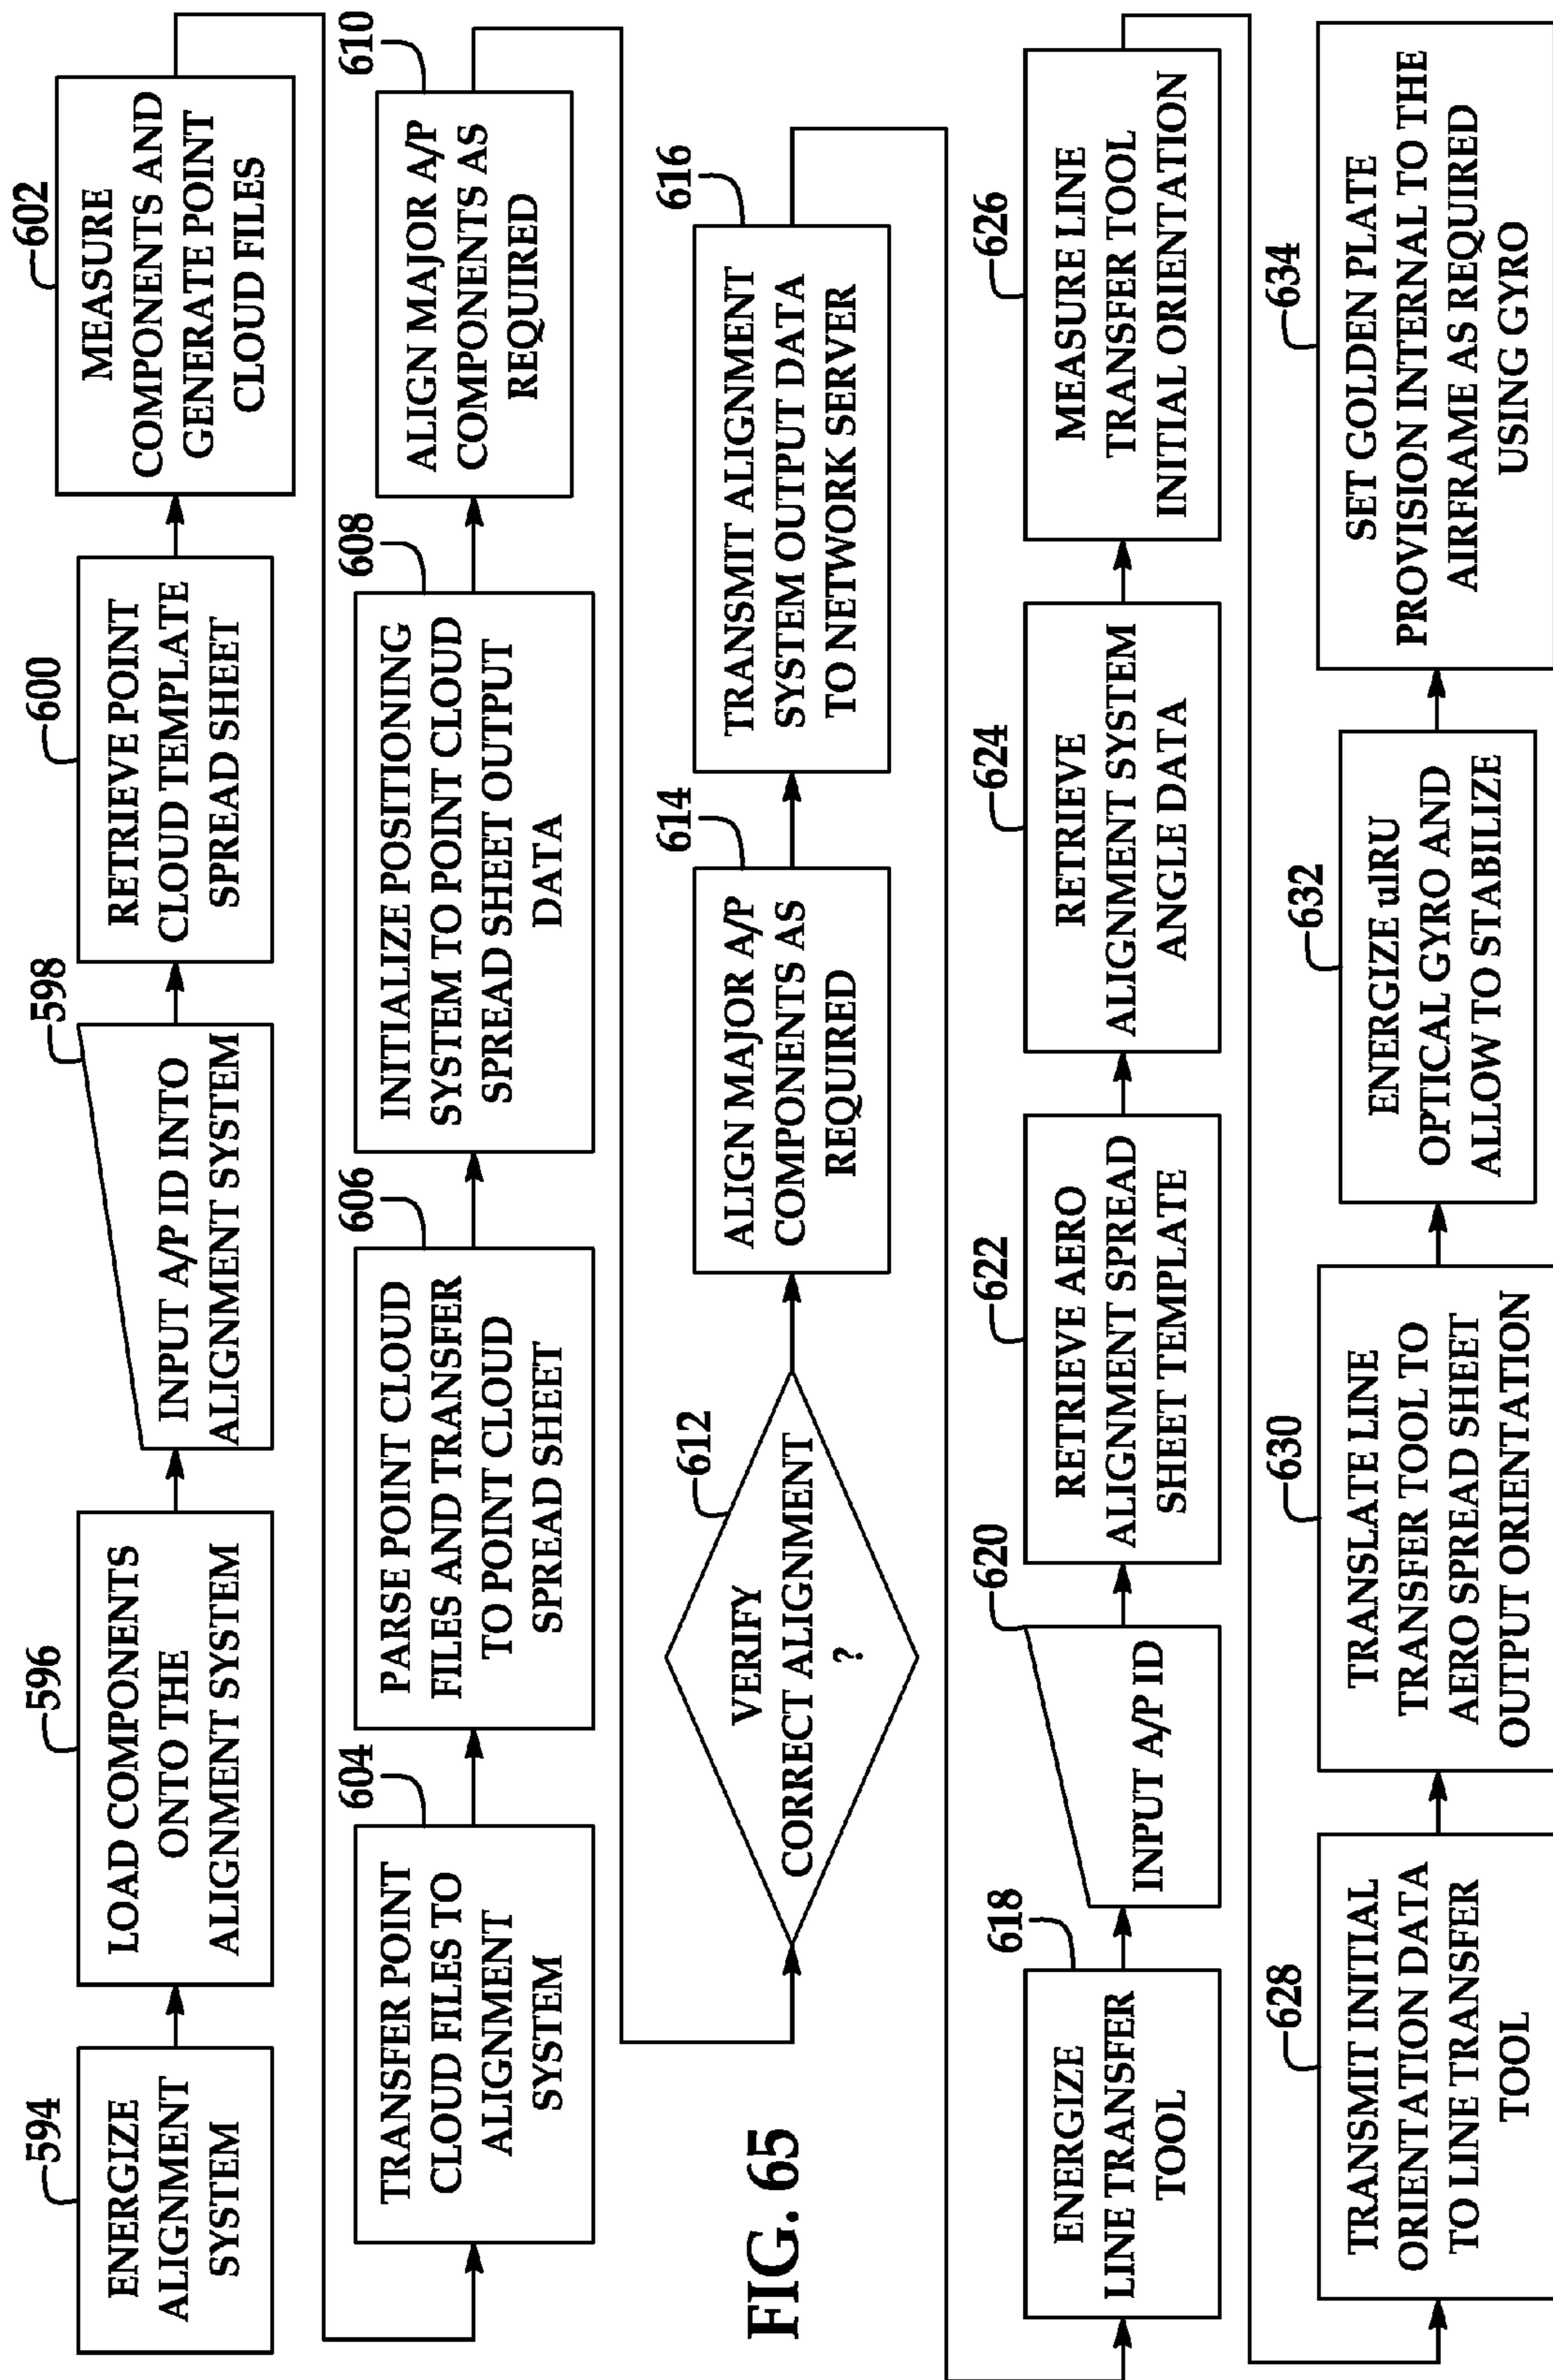 594
ENERGIZE
ALIGNMENT
SYSTEM
596
LOAD COMPONENTS
ONTO THE
ALIGNMENT SYSTEM
598
INPUT A/P ID INTO
ALIGNMENT SYSTEM
600
RETRIEVE POINT
CLOUD TEMPLATE
SPREAD SHEET
602
MEASURE
COMPONENTS AND
GENERATE POINT
CLOUD FILES
604
TRANSFER POINT
CLOUD FILES TO
ALIGNMENT
SYSTEM
606
PARSE POINT CLOUD
FILES AND TRANSFER
TO POINT CLOUD
SPREAD SHEET
608
INITIALIZE POSITIONING
SYSTEM TO POINT CLOUD
SPREAD SHEET OUTPUT
DATA
610
ALIGN MAJOR A/P
COMPONENTS AS
REQUIRED
612
VERIFY
CORRECT ALIGNMENT
?
614
ALIGN MAJOR A/P
COMPONENTS AS
REQUIRED
616
TRANSMIT ALIGNMENT
SYSTEM OUTPUT DATA
TO NETWORK SERVER
FIG. 65
618
ENERGIZE
LINE TRANSFER
TOOL
620
INPUT A/P ID
622
RETRIEVE AERO
ALIGNMENT SPREAD
SHEET TEMPLATE
624
RETRIEVE
ALIGNMENT SYSTEM
ANGLE DATA
626
MEASURE LINE
TRANSFER TOOL
INITIAL ORIENTATION
628
TRANSMIT INITIAL
ORIENTATION DATA
TO LINE TRANSFER
TOOL
630
TRANSLATE LINE
TRANSFER TOOL TO
AERO SPREAD SHEET
OUTPUT ORIENTATION
632
ENERGIZE uIRU
OPTICAL GYRO AND
ALLOW TO STABILIZE
634
SET GOLDEN PLATE
PROVISION INTERNAL TO THE
AIRFRAME AS REQUIRED
USING GYRO